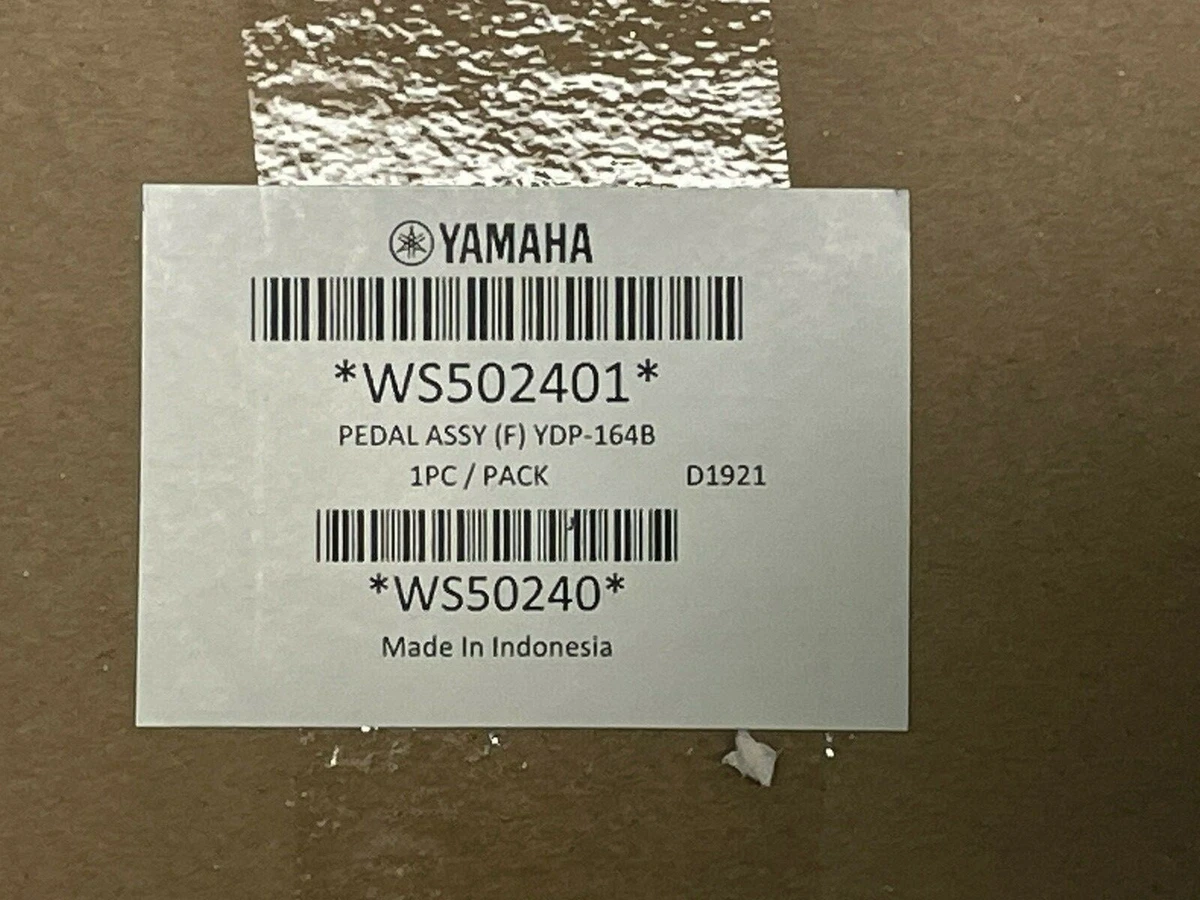 YAMAHA
*WS502401*
PEDAL ASSY (F) YDP-164B
1PC / PACK D1921
*WS50240*
Made In Indonesia